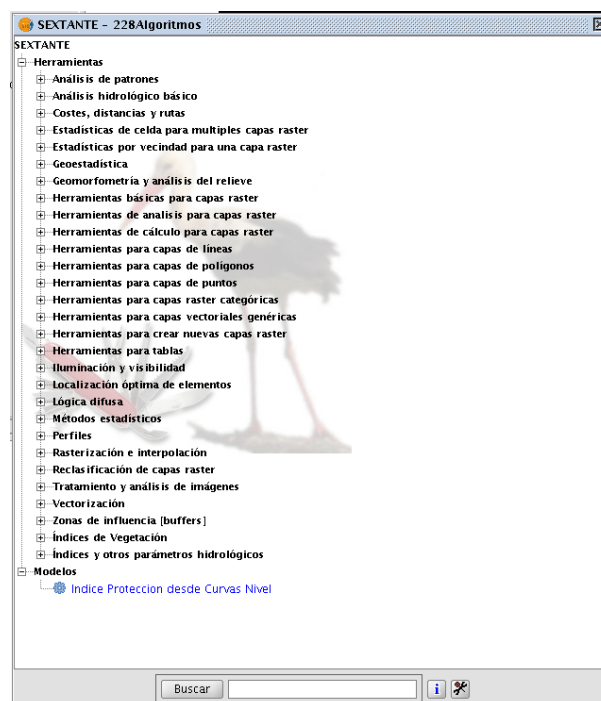 SEXTANTE - 228Algoritmos
SEXTANTE
Herramientas
Análisis de patrones
Análisis hidrológico básico
Costes, distancias y rutas
Estadísticas de celda para multiples capas raster
Estadísticas por vecindad para una capa raster
Geoestadística
Geomorfometría y análisis del relieve
Herramientas básicas para capas raster
Herramientas de analisis para capas raster
Herramientas de cálculo para capas raster
Herramientas para capas de líneas
Herramientas para capas de polígonos
Herramientas para capas de puntos
Herramientas para capas raster categóricas
Herramientas para capas vectoriales genéricas
Herramientas para crear nuevas capas raster
Herramientas para tablas
Iluminación y visibilidad
Localización óptima de elementos
Lógica difusa
Métodos estadísticos
Perfiles
Rasterización e interpolación
Reclasificación de capas raster
Tratamiento y análisis de imágenes
Vectorización
Zonas de influencia [buffers]
Índices de Vegetación
Índices y otros parámetros hidrológicos
Modelos
Indice Proteccion desde Curvas Nivel
Buscar